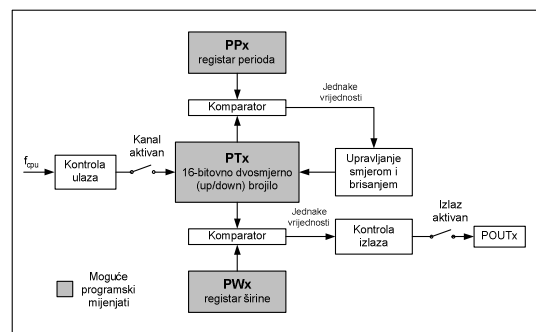 PPx
registar perioda
Jednake
vrijednosti
Komparator
Kanal
aktivan
PTx
16-bitovno dvosmjerno
(up/down) brojilo
f_cpu
Kontrola
ulaza
Upravljanje
smjerom i
brisanjem
Izlaz
aktivan
Jednake
vrijednosti
Komparator
Kontrola
izlaza
POUTx
Moguće
programski
mijenjati
PWx
registar širine